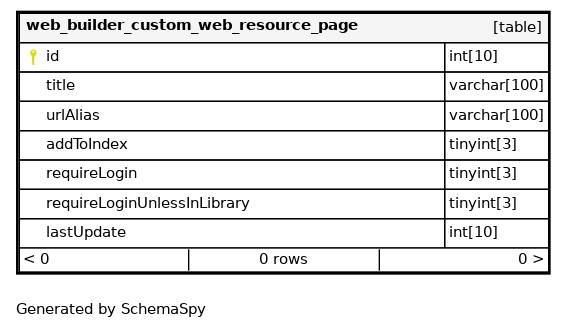 web_builder_custom_web_resource_page [table]
id int[10]
title varchar[100]
urlAlias varchar[100]
addToIndex tinyint[3]
requireLogin tinyint[3]
requireLoginUnlessInLibrary tinyint[3]
lastUpdate int[10]
< 0 0 rows 0 >
Generated by SchemaSpy